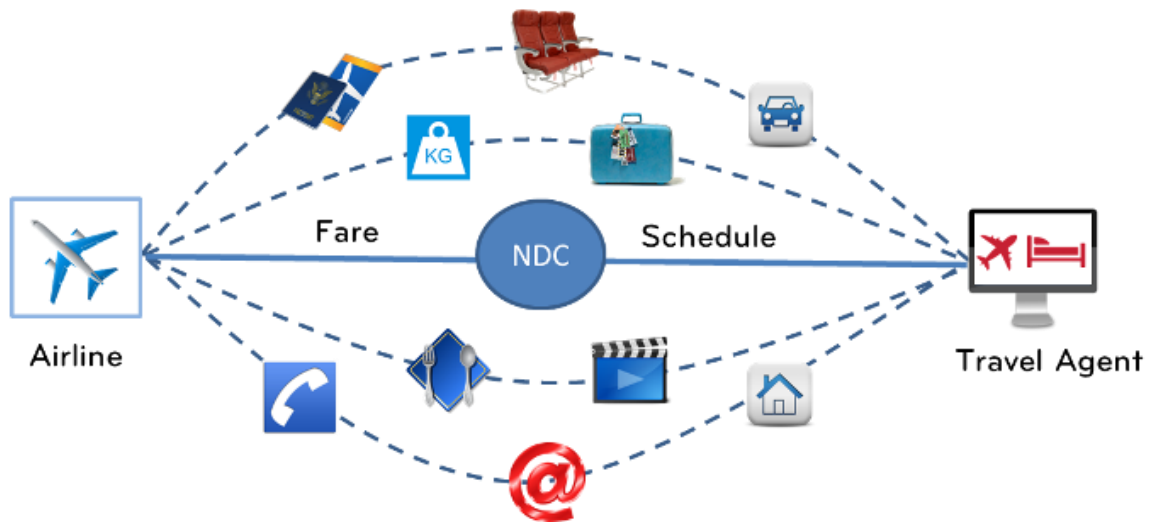 KG
Fare
NDC
Schedule
Airline
Travel Agent